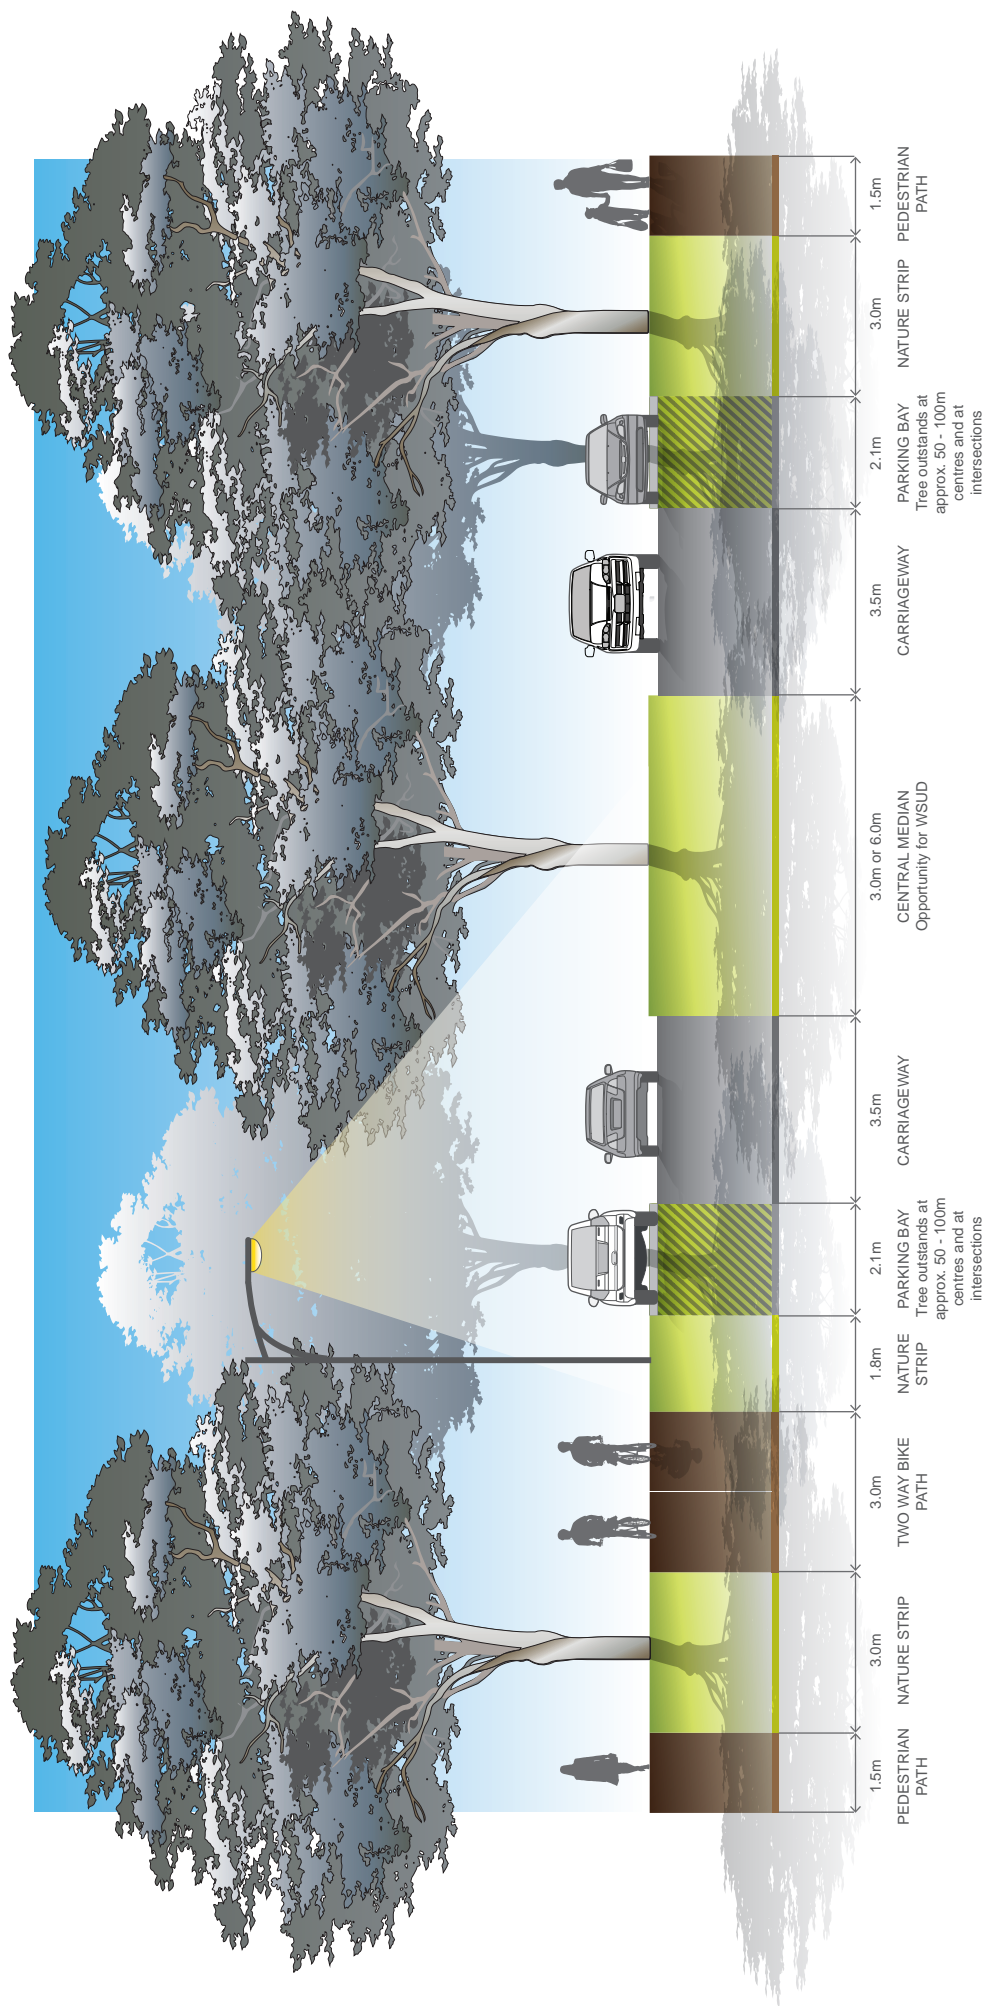 1.5m
PEDESTRIAN
PATH
3.0m
NATURE STRIP
3.0m
TWO WAY BIKE
PATH
1.8m
NATURE
STRIP
2.1m
PARKING BAY
Tree outstands at
approx. 50 - 100m
centres and at
intersections
3.5m
CARRIAGEWAY
3.0m or 6.0m
CENTRAL MEDIAN
Opportunity for WSUD
3.5m
CARRIAGEWAY
2.1m
PARKING BAY
Tree outstands at
approx. 50 - 100m
centres and at
intersections
3.0m
NATURE STRIP
1.5m
PEDESTRIAN
PATH